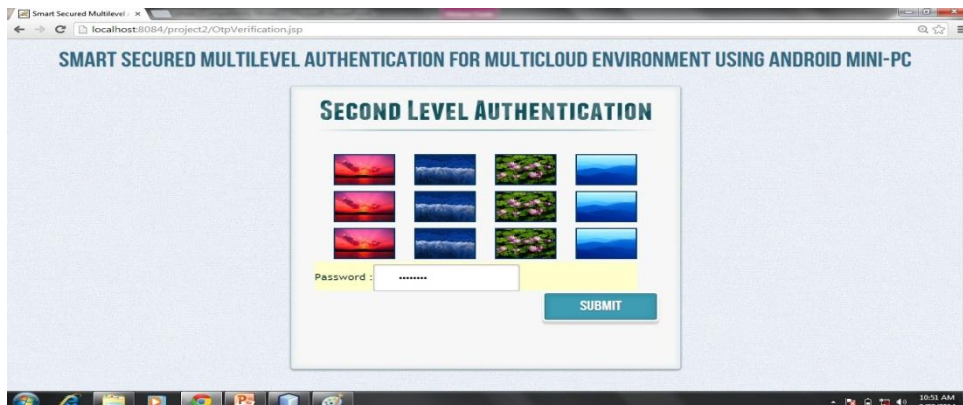 Smart Secured Multilevel
localhost:8084/project2/OtpVerification.jsp
SMART SECURED MULTILEVEL AUTHENTICATION FOR MULTICLOUD ENVIRONMENT USING ANDROID MINI-PC
SECOND LEVEL AUTHENTICATION
Password :
SUBMIT
10:51 AM